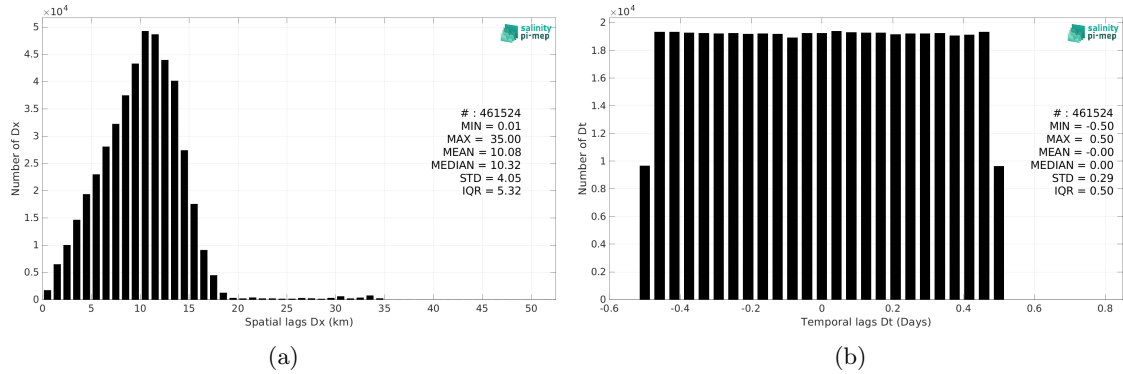 ×10⁴
5
4.5
4
3.5
3
2.5
2
1.5
1
0.5
0
Number of Dx
0 5 10 15 20 25 30 35 40 45 50
Spatial lags Dx (km)
salinity
pi-mep
# : 461524
MIN = 0.01
MAX = 35.00
MEAN = 10.08
MEDIAN = 10.32
STD = 4.05
IQR = 5.32
(a)
×10⁴
2
1.8
1.6
1.4
1.2
1
0.8
0.6
0.4
0.2
0
Number of Dt
-0.6 -0.4 -0.2 0 0.2 0.4 0.6 0.8
Temporal lags Dt (Days)
salinity
pi-mep
# : 461524
MIN = -0.50
MAX = 0.50
MEAN = -0.00
MEDIAN = 0.00
STD = 0.29
IQR = 0.50
(b)